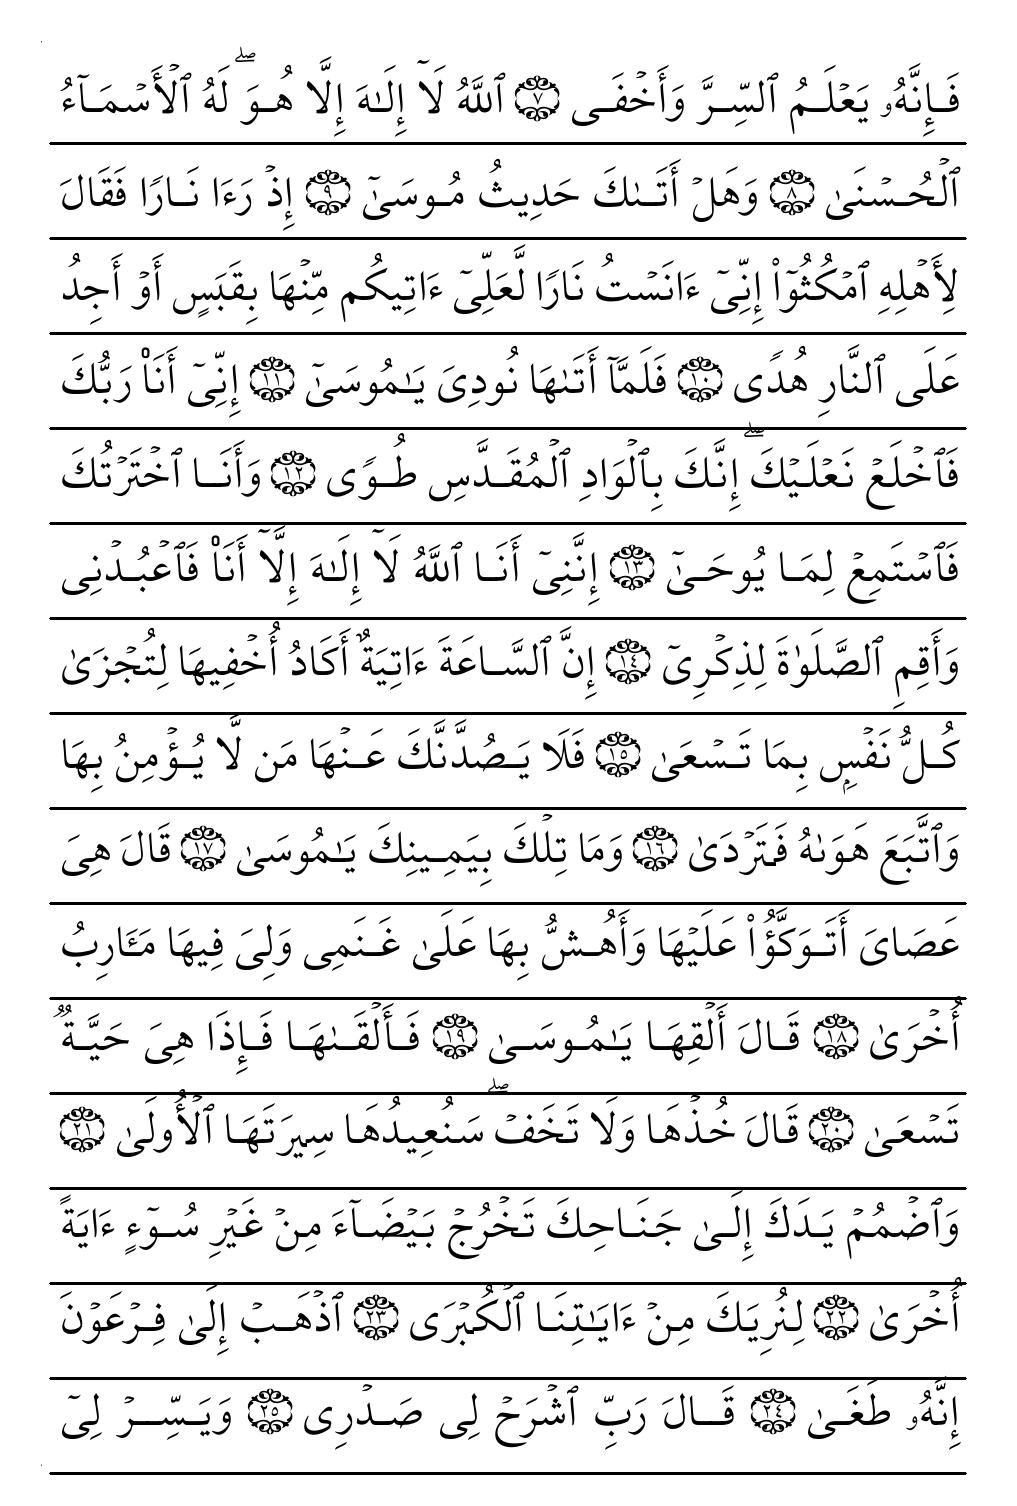 فَإِنَّهُۥ يَعۡلَمُ ٱلسِّرَّ وَأَخۡفَى ۝٧ ٱللَّهُ لَآ إِلَٰهَ إِلَّا هُوَۖ لَهُ ٱلۡأَسۡمَآءُ
ٱلۡحُسۡنَىٰ ۝٨ وَهَلۡ أَتَىٰكَ حَدِيثُ مُوسَىٰٓ ۝٩ إِذۡ رَءَا نَارٗا فَقَالَ
لِأَهۡلِهِ ٱمۡكُثُوٓاْ إِنِّيٓ ءَانَسۡتُ نَارٗا لَّعَلِّيٓ ءَاتِيكُم مِّنۡهَا بِقَبَسٍ أَوۡ أَجِدُ
عَلَى ٱلنَّارِ هُدٗى ۝١٠ فَلَمَّآ أَتَىٰهَا نُودِيَ يَٰمُوسَىٰٓ ۝١١ إِنِّيٓ أَنَا۠ رَبُّكَ
فَٱخۡلَعۡ نَعۡلَيۡكَۖ إِنَّكَ بِٱلۡوَادِ ٱلۡمُقَدَّسِ طُوٗى ۝١٢ وَأَنَا ٱخۡتَرۡتُكَ
فَٱسۡتَمِعۡ لِمَا يُوحَىٰٓ ۝١٣ إِنَّنِيٓ أَنَا ٱللَّهُ لَآ إِلَٰهَ إِلَّآ أَنَا۠ فَٱعۡبُدۡنِي
وَأَقِمِ ٱلصَّلَوٰةَ لِذِكۡرِيٓ ۝١٤ إِنَّ ٱلسَّاعَةَ ءَاتِيَةٌ أَكَادُ أُخۡفِيهَا لِتُجۡزَىٰ
كُلُّ نَفۡسِۭ بِمَا تَسۡعَىٰ ۝١٥ فَلَا يَصُدَّنَّكَ عَنۡهَا مَن لَّا يُؤۡمِنُ بِهَا
وَٱتَّبَعَ هَوَىٰهُ فَتَرۡدَىٰ ۝١٦ وَمَا تِلۡكَ بِيَمِينِكَ يَٰمُوسَىٰ ۝١٧ قَالَ هِيَ
عَصَايَ أَتَوَكَّؤُاْ عَلَيۡهَا وَأَهُشُّ بِهَا عَلَىٰ غَنَمِي وَلِيَ فِيهَا مَـَٔارِبُ
أُخۡرَىٰ ۝١٨ قَالَ أَلۡقِهَا يَٰمُوسَىٰ ۝١٩ فَأَلۡقَىٰهَا فَإِذَا هِيَ حَيَّةٞ
تَسۡعَىٰ ۝٢٠ قَالَ خُذۡهَا وَلَا تَخَفۡۖ سَنُعِيدُهَا سِيرَتَهَا ٱلۡأُولَىٰ ۝٢١
وَٱضۡمُمۡ يَدَكَ إِلَىٰ جَنَاحِكَ تَخۡرُجۡ بَيۡضَآءَ مِنۡ غَيۡرِ سُوٓءٍ ءَايَةً
أُخۡرَىٰ ۝٢٢ لِنُرِيَكَ مِنۡ ءَايَٰتِنَا ٱلۡكُبۡرَى ۝٢٣ ٱذۡهَبۡ إِلَىٰ فِرۡعَوۡنَ
إِنَّهُۥ طَغَىٰ ۝٢٤ قَالَ رَبِّ ٱشۡرَحۡ لِي صَدۡرِي ۝٢٥ وَيَسِّرۡ لِيٓ